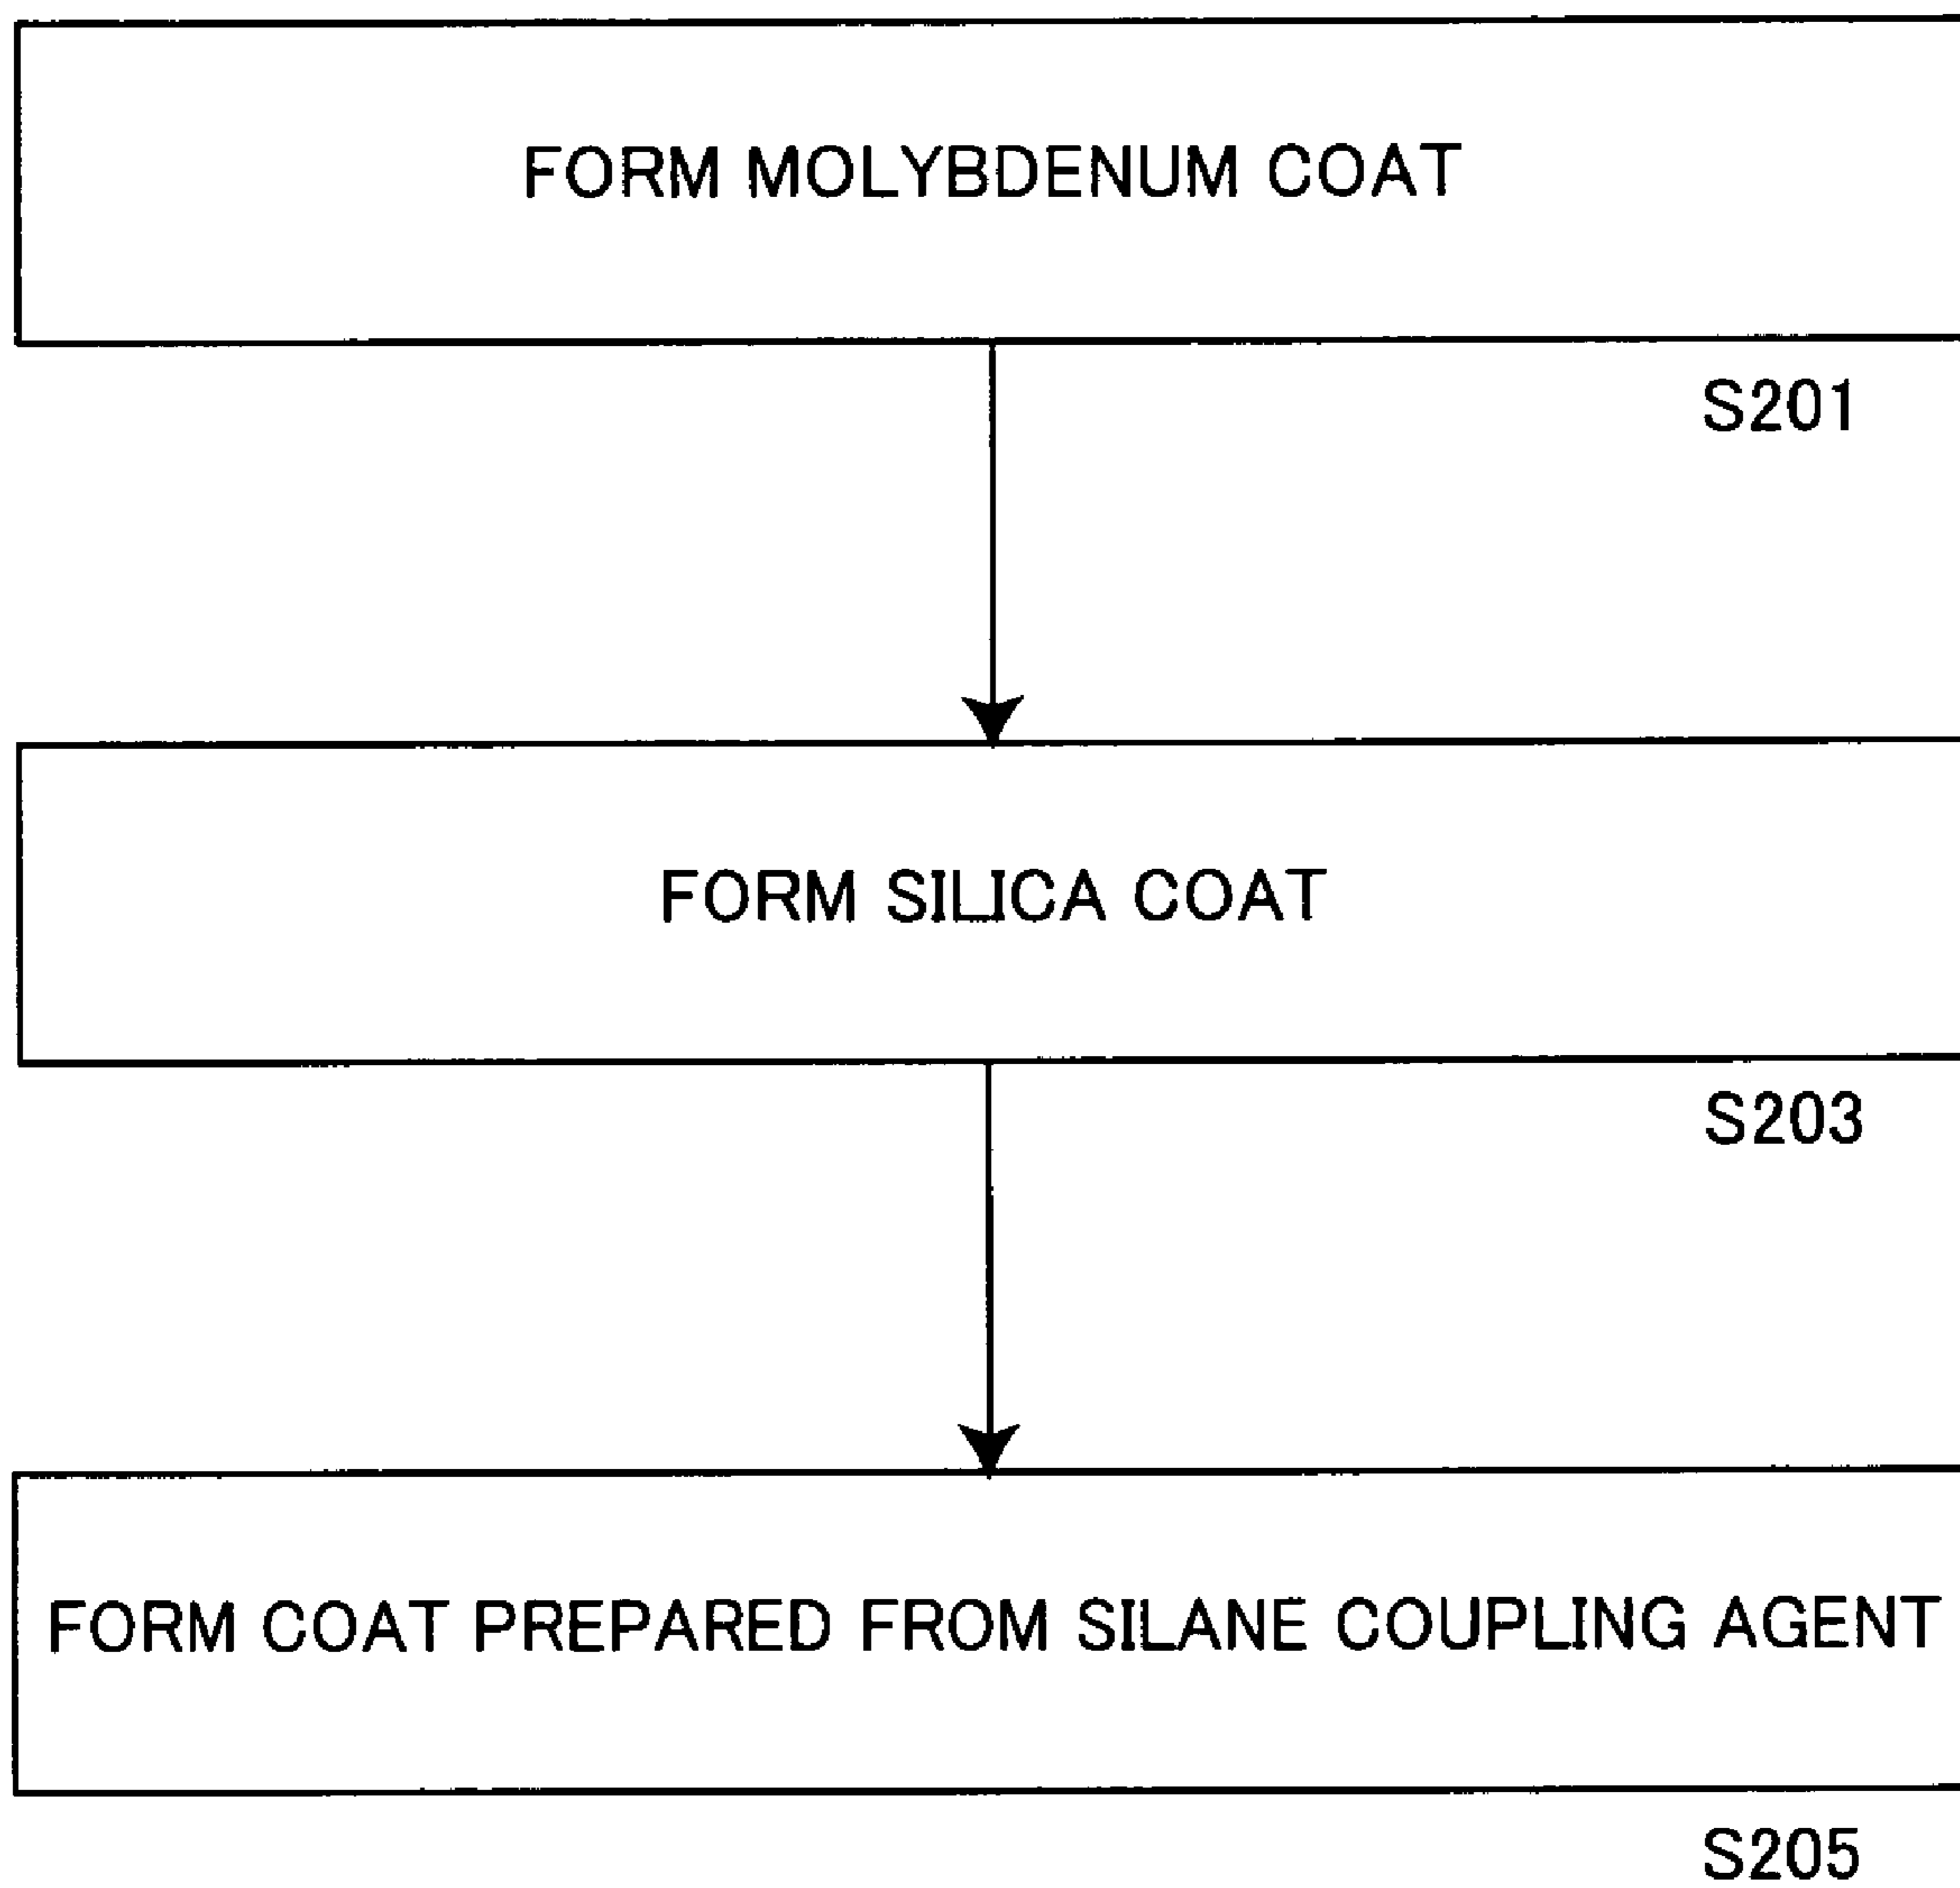 FORM MOLYBDENUM COAT
S201
FORM SILICA COAT
S203
FORM COAT PREPARED FROM SILANE COUPLING AGENT
S205